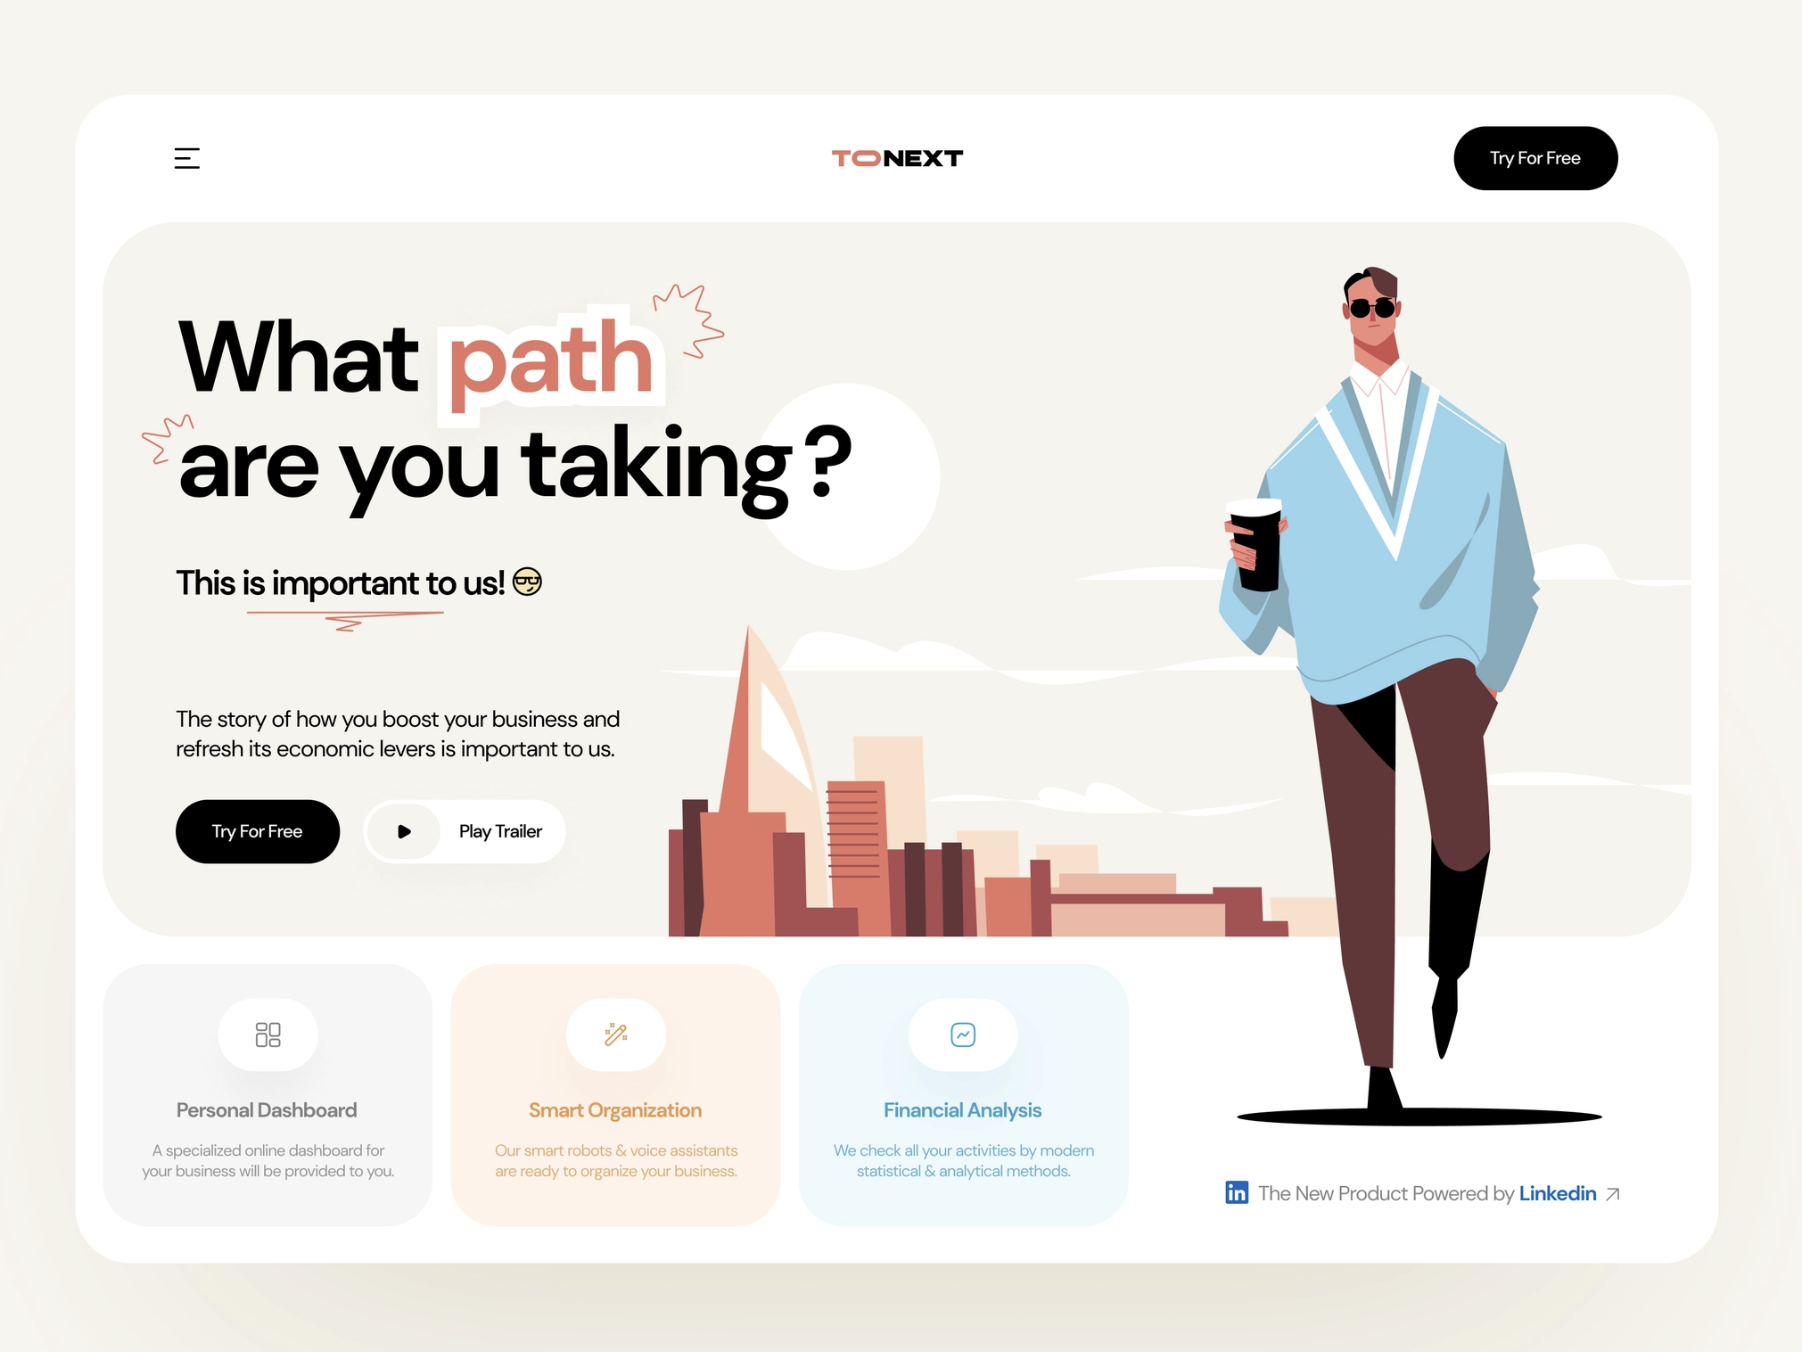 TONEXT
Try For Free
What path
are you taking?
This is important to us! 😎
The story of how you boost your business and
refresh its economic levers is important to us.
Try For Free
Play Trailer
Personal Dashboard
A specialized online dashboard for
your business will be provided to you.
Smart Organization
Our smart robots & voice assistants
are ready to organize your business.
Financial Analysis
We check all your activities by modern
statistical & analytical methods.
in The New Product Powered by Linkedin